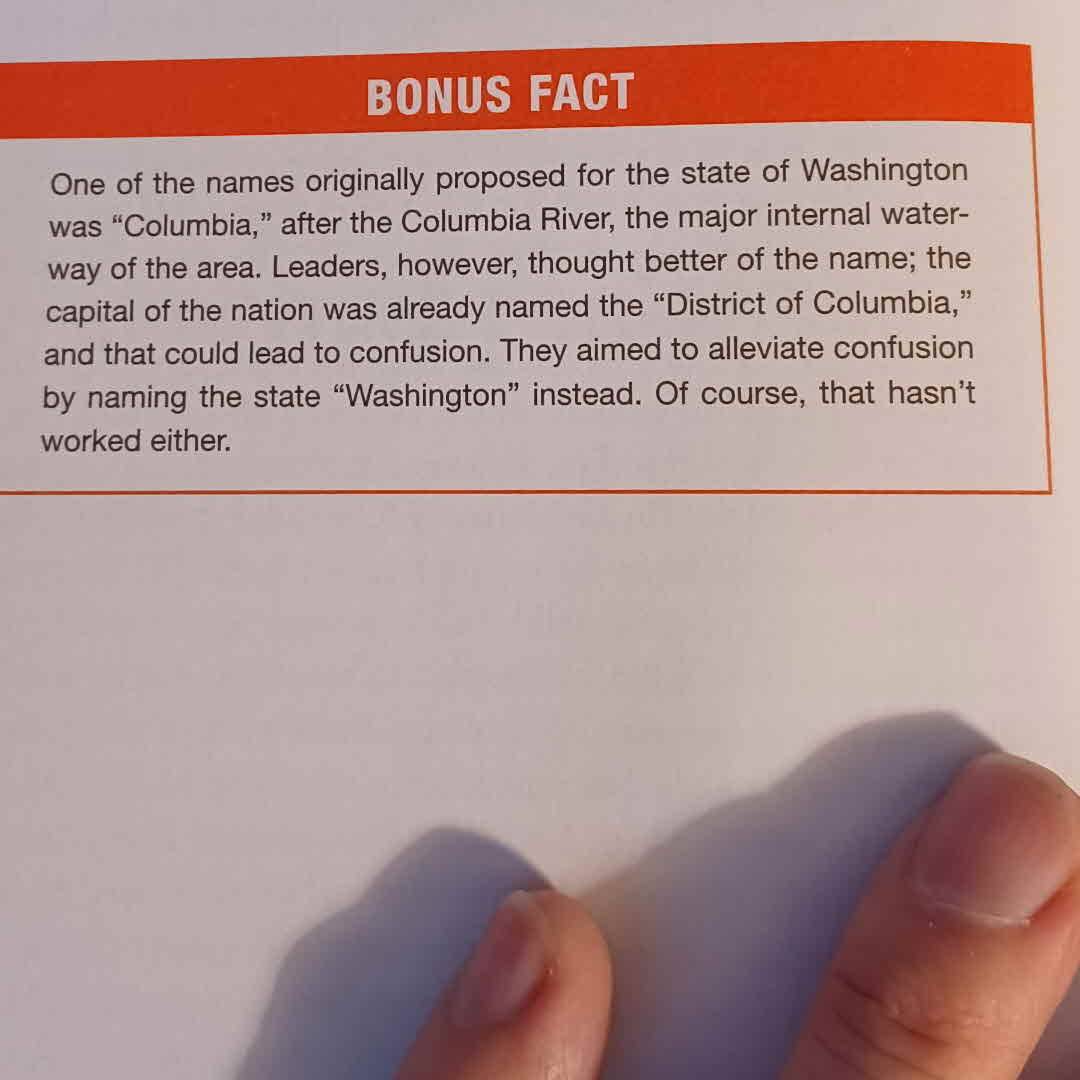 BONUS FACT
One of the names originally proposed for the state of Washington
was “Columbia,” after the Columbia River, the major internal water-
way of the area. Leaders, however, thought better of the name; the
capital of the nation was already named the “District of Columbia,”
and that could lead to confusion. They aimed to alleviate confusion
by naming the state “Washington” instead. Of course, that hasn’t
worked either.